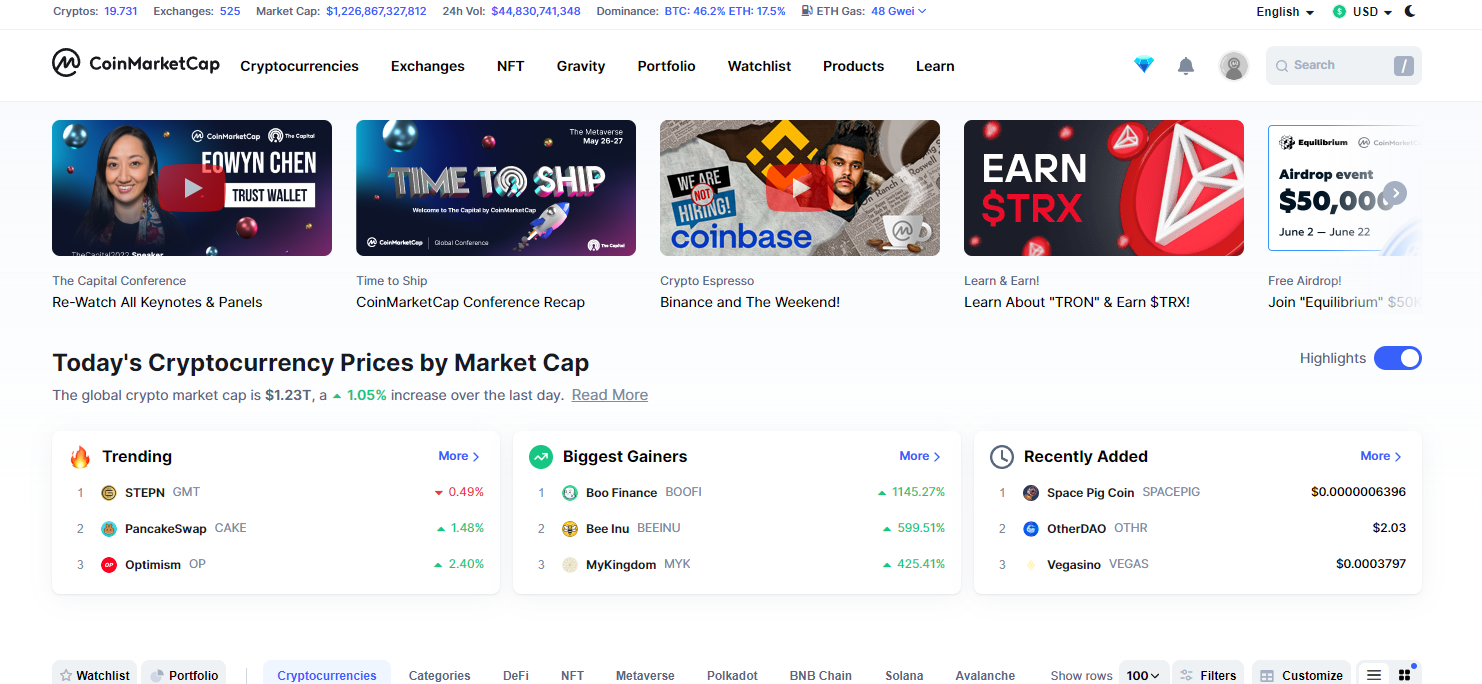 Cryptos: 19.731 Exchanges: 525 Market Cap: $1,226,867,327,812 24h Vol: $44,830,741,348 Dominance: BTC: 46.2% ETH: 17.5% ETH Gas: 48 Gwei English USD
CoinMarketCap Cryptocurrencies Exchanges NFT Gravity Portfolio Watchlist Products Learn Search /
CoinMarketCap The Capital
EOWYN CHEN
TRUST WALLET
TheCapital2022 Speaker
The Metaverse
May 26-27
TIME TO SHIP
Welcome to The Capital by CoinMarketCap
CoinMarketCap Global Conference The Capital
WE ARE
NOT
HIRING!
coinbase
EARN
$TRX
Equilibrium CoinMarketC
Airdrop event
$50,000
June 2 — June 22
The Capital Conference
Re-Watch All Keynotes & Panels
Time to Ship
CoinMarketCap Conference Recap
Crypto Espresso
Binance and The Weekend!
Learn & Earn!
Learn About "TRON" & Earn $TRX!
Free Airdrop!
Join "Equilibrium" $50K
Today's Cryptocurrency Prices by Market Cap
Highlights
The global crypto market cap is $1.23T, a 1.05% increase over the last day. Read More
Trending More
1 STEPN GMT 0.49%
2 PancakeSwap CAKE 1.48%
3 Optimism OP 2.40%
Biggest Gainers More
1 Boo Finance BOOFI 1145.27%
2 Bee Inu BEEINU 599.51%
3 MyKingdom MYK 425.41%
Recently Added More
1 Space Pig Coin SPACEPIG $0.0000006396
2 OtherDAO OTHR $2.03
3 Vegasino VEGAS $0.0003797
Watchlist Portfolio Cryptocurrencies Categories DeFi NFT Metaverse Polkadot BNB Chain Solana Avalanche Show rows 100 Filters Customize